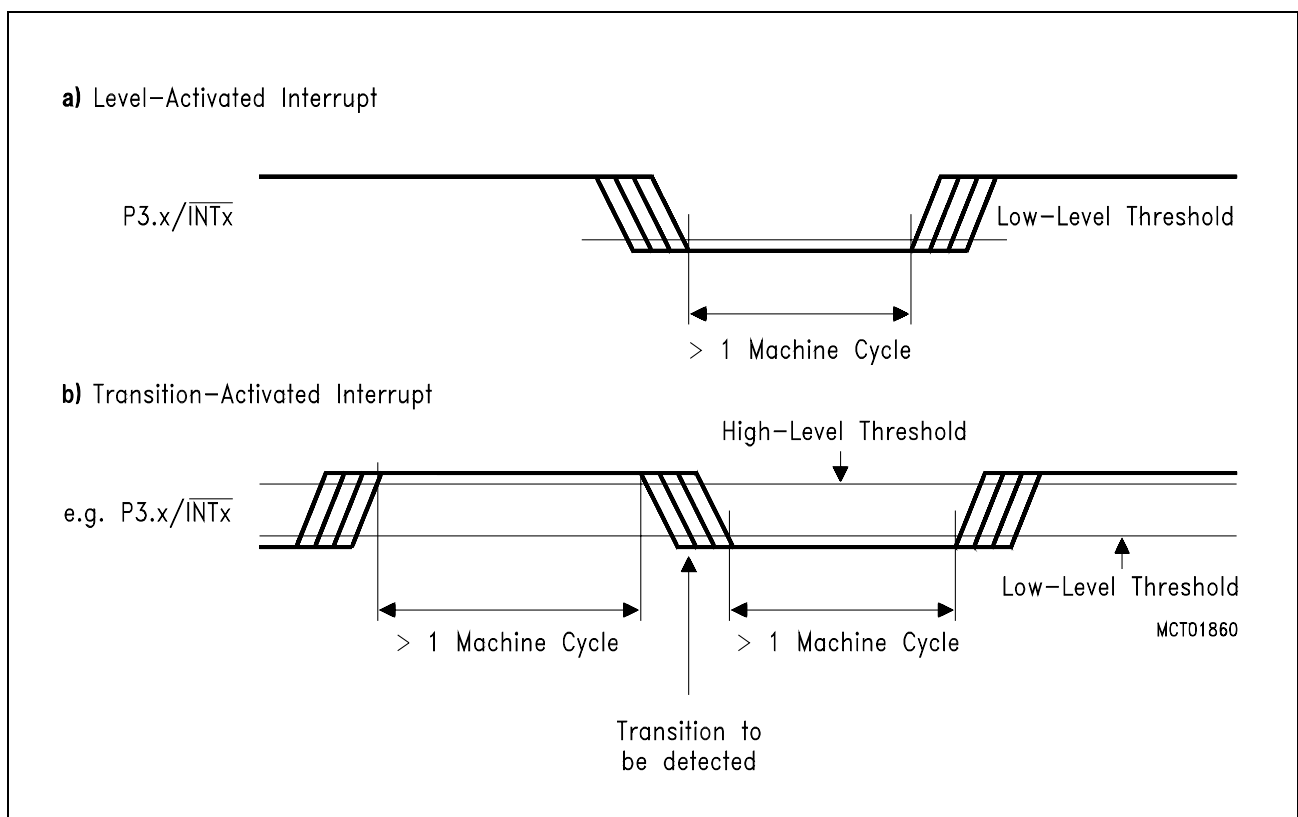 a) Level-Activated Interrupt
P3.x/INTx
Low-Level Threshold
> 1 Machine Cycle
b) Transition-Activated Interrupt
High-Level Threshold
e.g. P3.x/INTx
Low-Level Threshold
MCT01860
> 1 Machine Cycle
> 1 Machine Cycle
Transition to
be detected